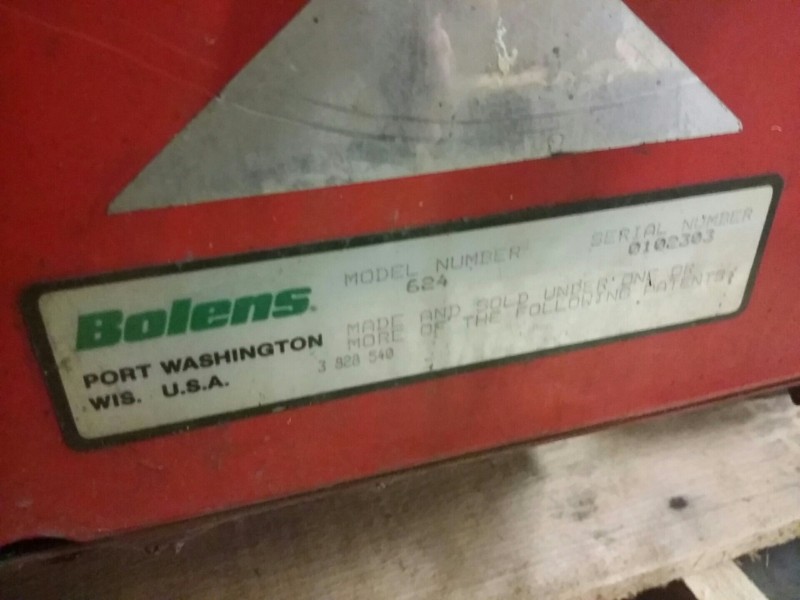 Bolens
PORT WASHINGTON
WIS. U.S.A.
MODEL NUMBER
624
SERIAL NUMBER
0102303
MADE AND SOLD UNDER ONE OR
MORE OF THE FOLLOWING PATENTS:
3 828 540